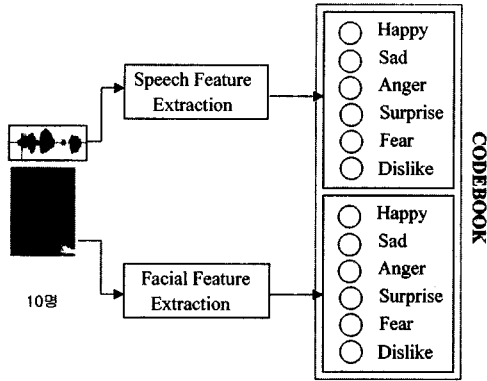 Speech Feature
Extraction
Happy
Sad
Anger
Surprise
Fear
Dislike
CODEBOOK
Facial Feature
Extraction
Happy
Sad
Anger
Surprise
Fear
Dislike
10명